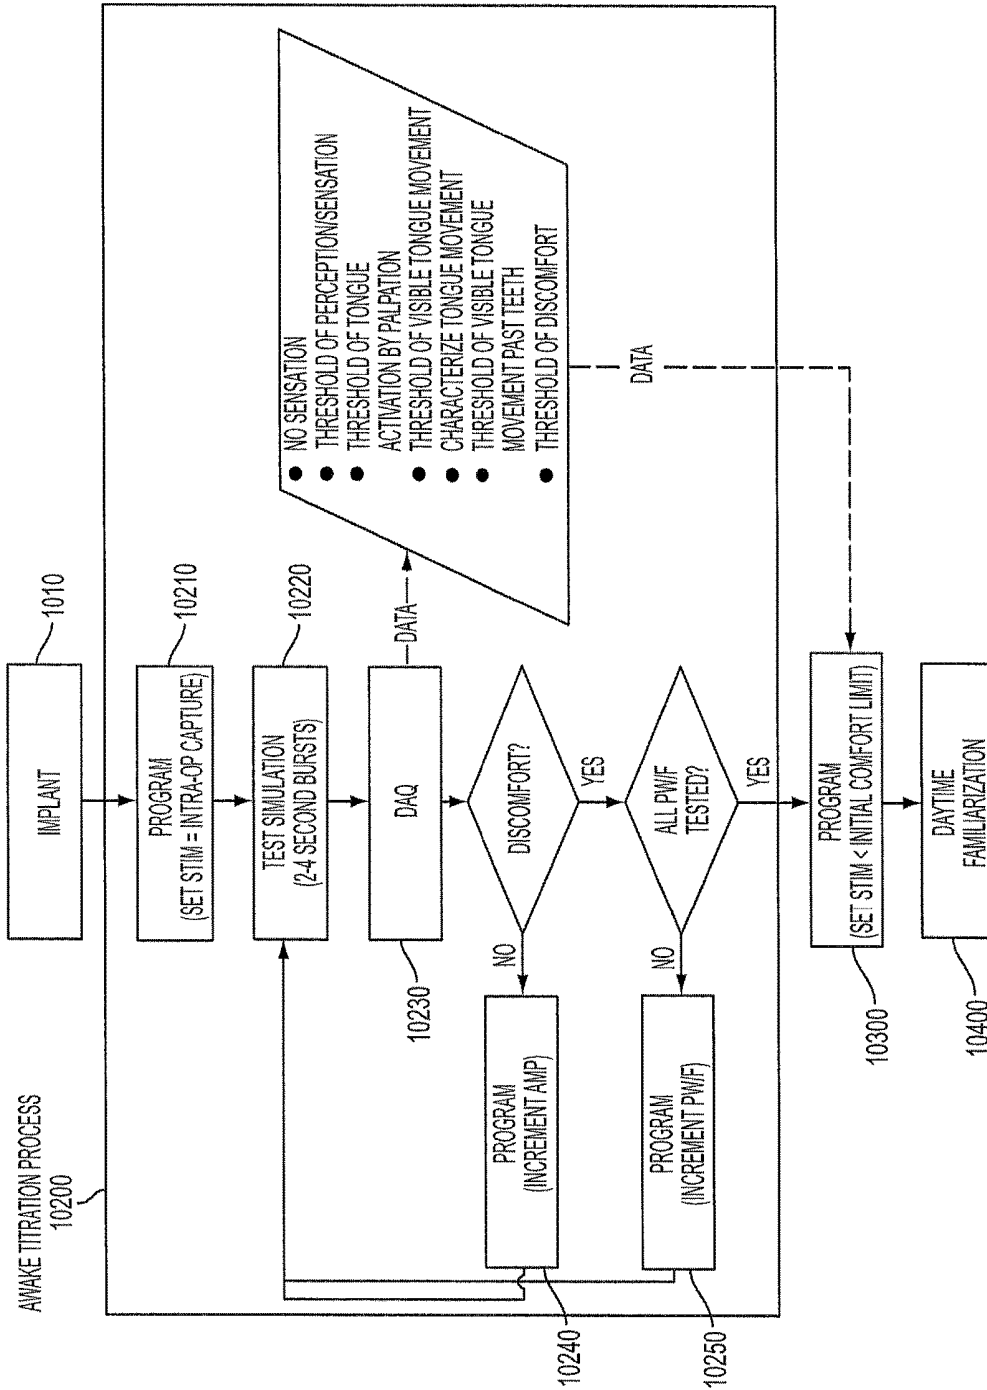 AWAKE TITRATION PROCESS
10200
IMPLANT
1010
PROGRAM
(SET STIM = INTRA-OP CAPTURE)
10210
TEST SIMULATION
(2-4 SECOND BURSTS)
10220
DAQ
10230
DATA
● NO SENSATION
● THRESHOLD OF PERCEPTION/SENSATION
● THRESHOLD OF TONGUE
ACTIVATION BY PALPATION
● THRESHOLD OF VISIBLE TONGUE MOVEMENT
● CHARACTERIZE TONGUE MOVEMENT
● THRESHOLD OF VISIBLE TONGUE
MOVEMENT PAST TEETH
● THRESHOLD OF DISCOMFORT
DISCOMFORT?
NO
YES
PROGRAM
(INCREMENT AMP)
10240
ALL PW/F
TESTED?
NO
YES
PROGRAM
(INCREMENT PW/F)
10250
DATA
PROGRAM
(SET STIM < INITIAL COMFORT LIMIT)
10300
DAYTIME
FAMILIARIZATION
10400